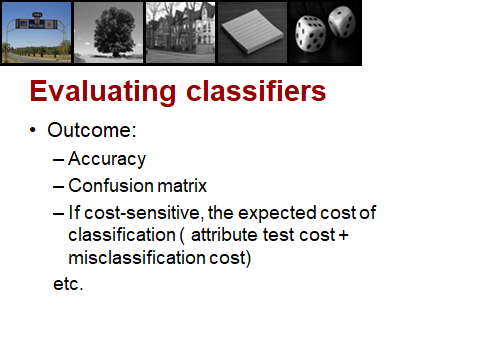 Evaluating classifiers
• Outcome:
– Accuracy
– Confusion matrix
– If cost-sensitive, the expected cost of
classification ( attribute test cost +
misclassification cost)
etc.